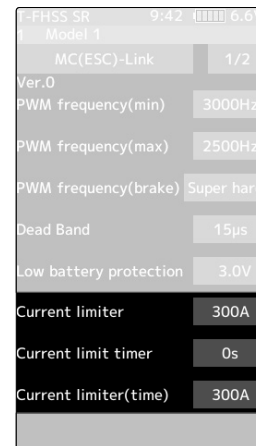 T-FHSS SR 9:42 6.6
1 Model 1
MC(ESC)-Link 1/2
Ver.0
PWM frequency(min) 3000Hz
PWM frequency(max) 2500Hz
PWM frequency(brake) Super har
Dead Band 15μs
Low battery protection 3.0V
Current limiter 300A
Current limit timer 0s
Current limiter(time) 300A